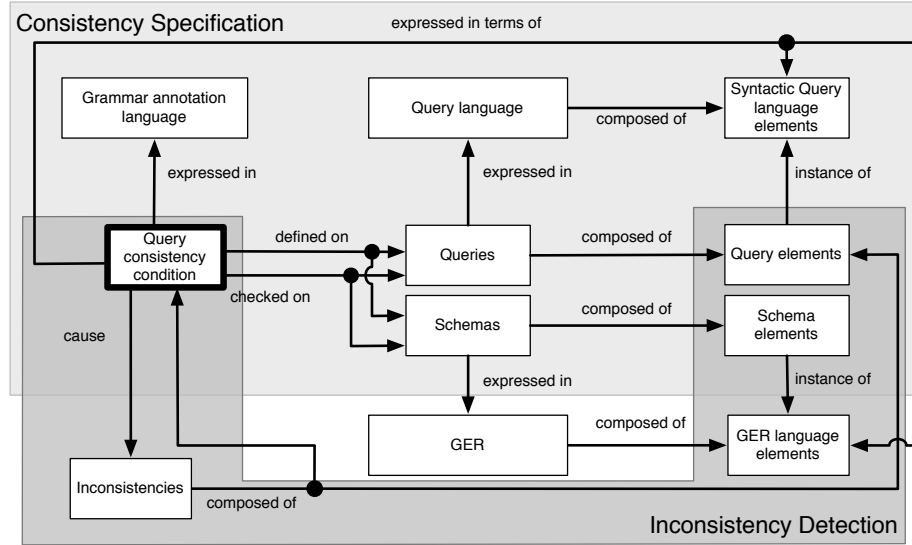 Consistency Specification
expressed in terms of
Grammar annotation
language
Query language
composed of
Syntactic Query
language
elements
expressed in
expressed in
instance of
Query
consistency
condition
defined on
checked on
Queries
composed of
Query elements
Schemas
composed of
Schema
elements
cause
expressed in
instance of
GER
composed of
GER language
elements
Inconsistencies
composed of
Inconsistency Detection